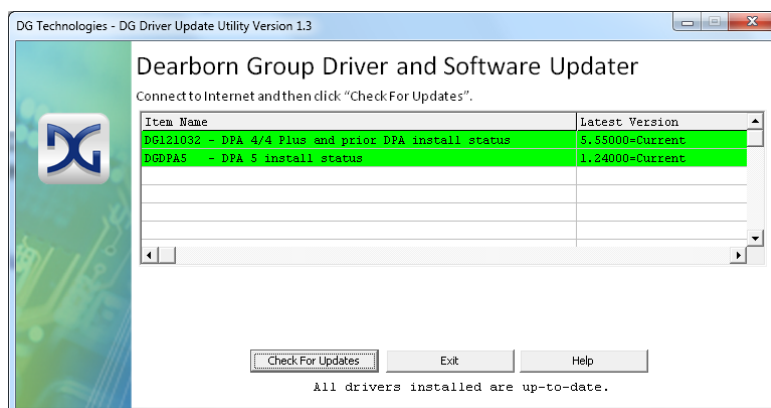 DG Technologies - DG Driver Update Utility Version 1.3
Dearborn Group Driver and Software Updater
Connect to Internet and then click “Check For Updates”.
Item Name Latest Version
DG121032 - DPA 4/4 Plus and prior DPA install status 5.55000=Current
DGDPA5 - DPA 5 install status 1.24000=Current
Check For Updates Exit Help
All drivers installed are up-to-date.